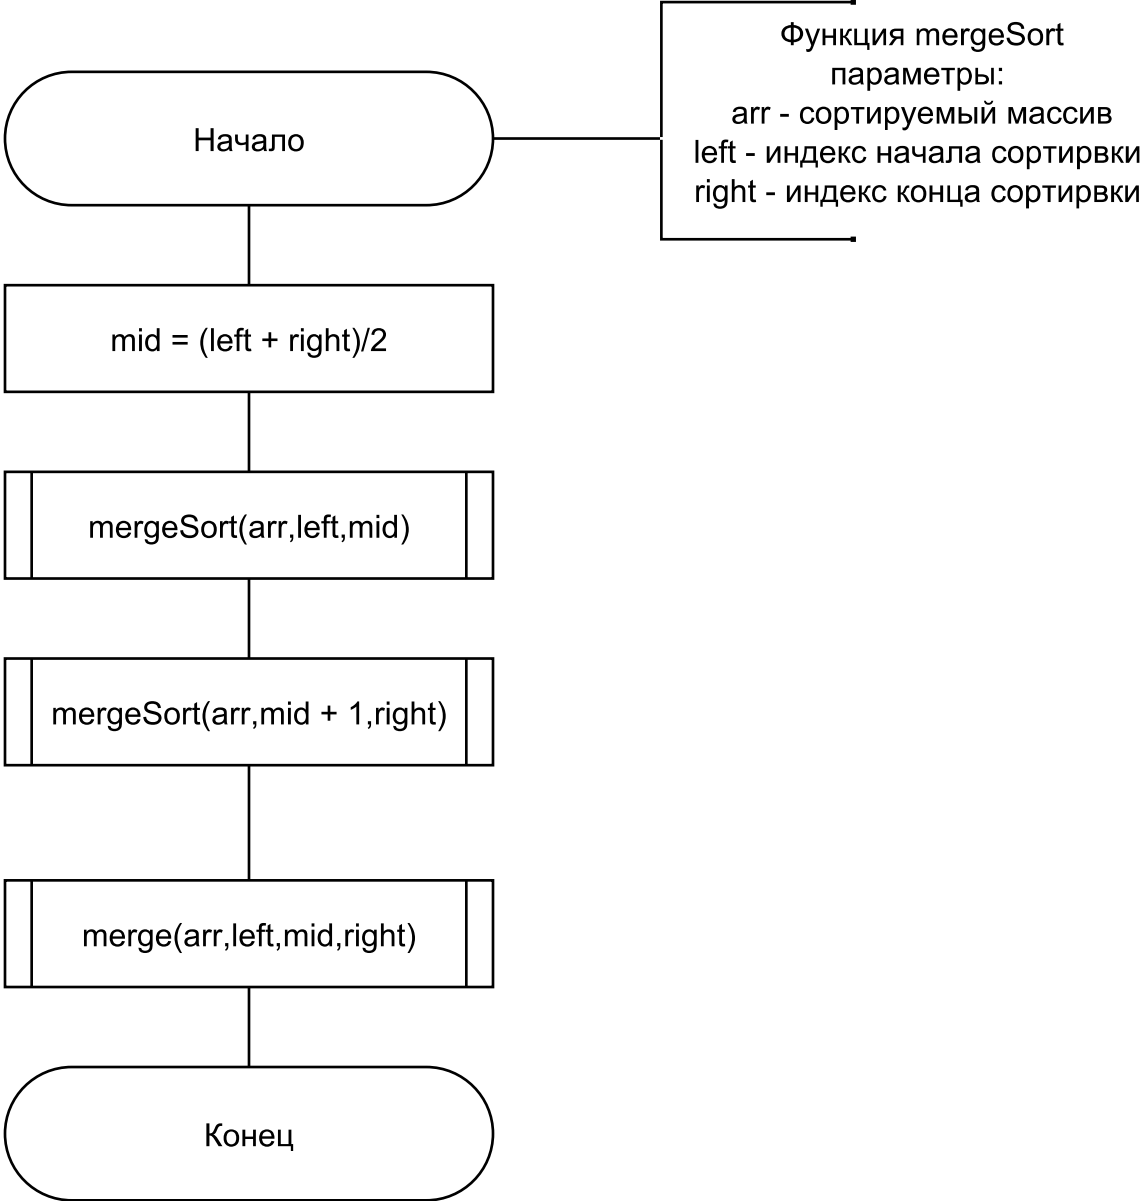 Функция mergeSort
параметры:
arr - сортируемый массив
left - индекс начала сортирвки
right - индекс конца сортирвки
Начало
mid = (left + right)/2
mergeSort(arr,left,mid)
mergeSort(arr,mid + 1,right)
merge(arr,left,mid,right)
Конец